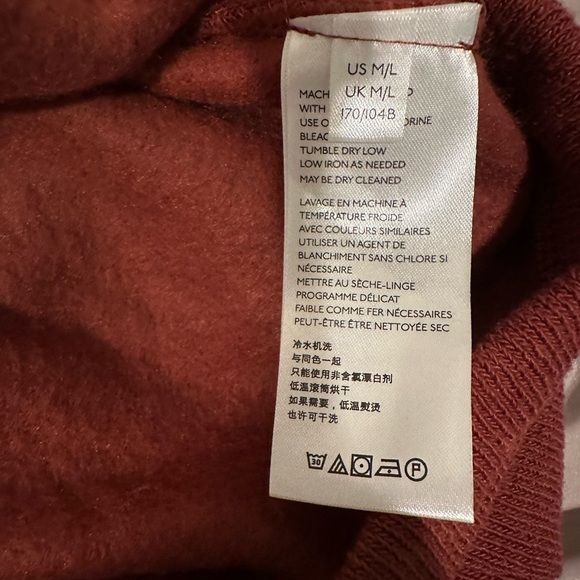 US M/L
UK M/L
170/104B
MACH
WITH
USE O ORINE
BLEAC
TUMBLE DRY LOW
LOW IRON AS NEEDED
MAY BE DRY CLEANED
LAVAGE EN MACHINE À
TEMPÉRATURE FROIDE
AVEC COULEURS SIMILAIRES
UTILISER UN AGENT DE
BLANCHIMENT SANS CHLORE SI
NÉCESSAIRE
METTRE AU SÈCHE-LINGE
PROGRAMME DÉLICAT
FAIBLE COMME FER NÉCESSAIRES
PEUT-ÊTRE ÊTRE NETTOYÉE SEC
冷水机洗
与同色一起
只能使用非含氯漂白剂
低温滚筒烘干
如果需要，低温熨烫
也许可干洗
30
P